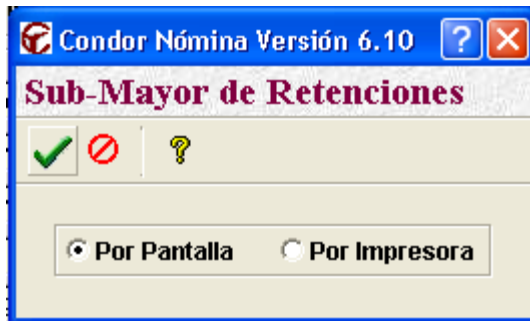 Condor Nómina Versión 6.10
Sub-Mayor de Retenciones
Por Pantalla Por Impresora